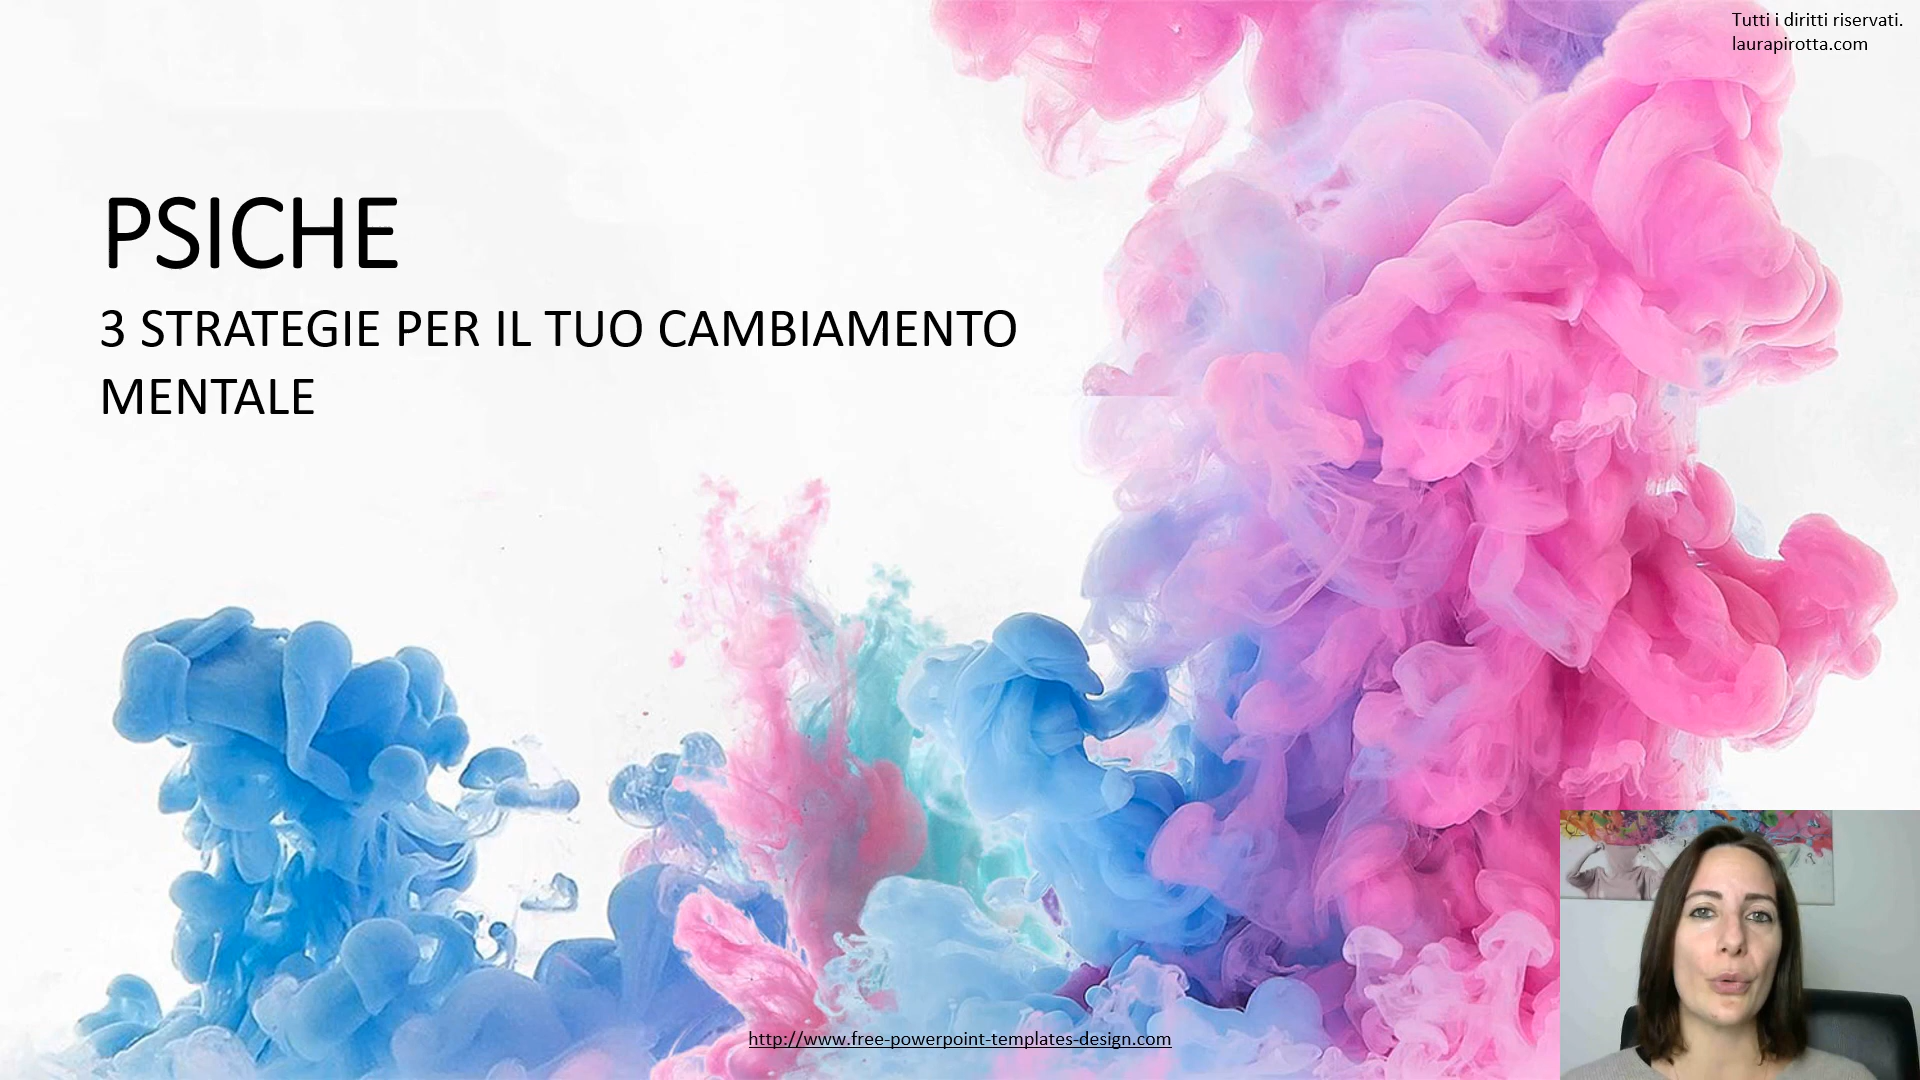 Tutti i diritti riservati.
laurapirotta.com
PSICHE
3 STRATEGIE PER IL TUO CAMBIAMENTO
MENTALE
http://www.free-powerpoint-templates-design.com